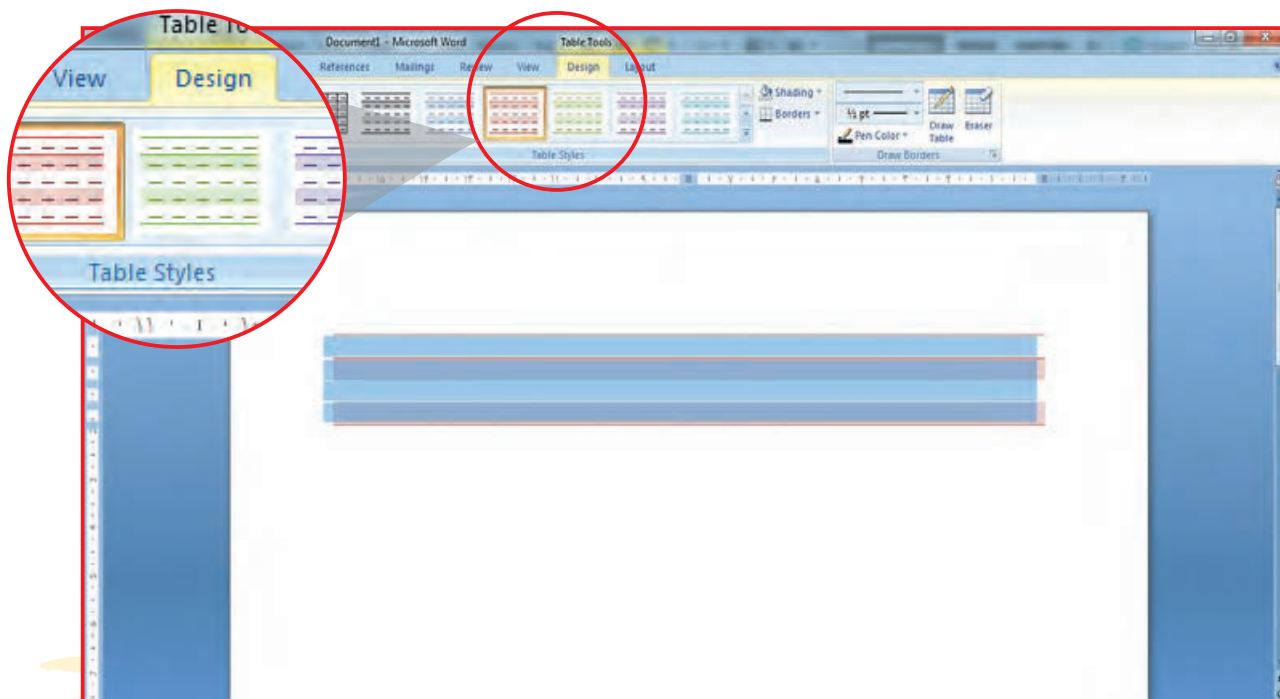 Table To
View Design
Table Styles
Document1 - Microsoft Word
Table Tools
References Mailings Review View Design Layout
Shading
Borders
½ pt
Pen Color
Draw Table
Eraser
Table Styles
Draw Borders